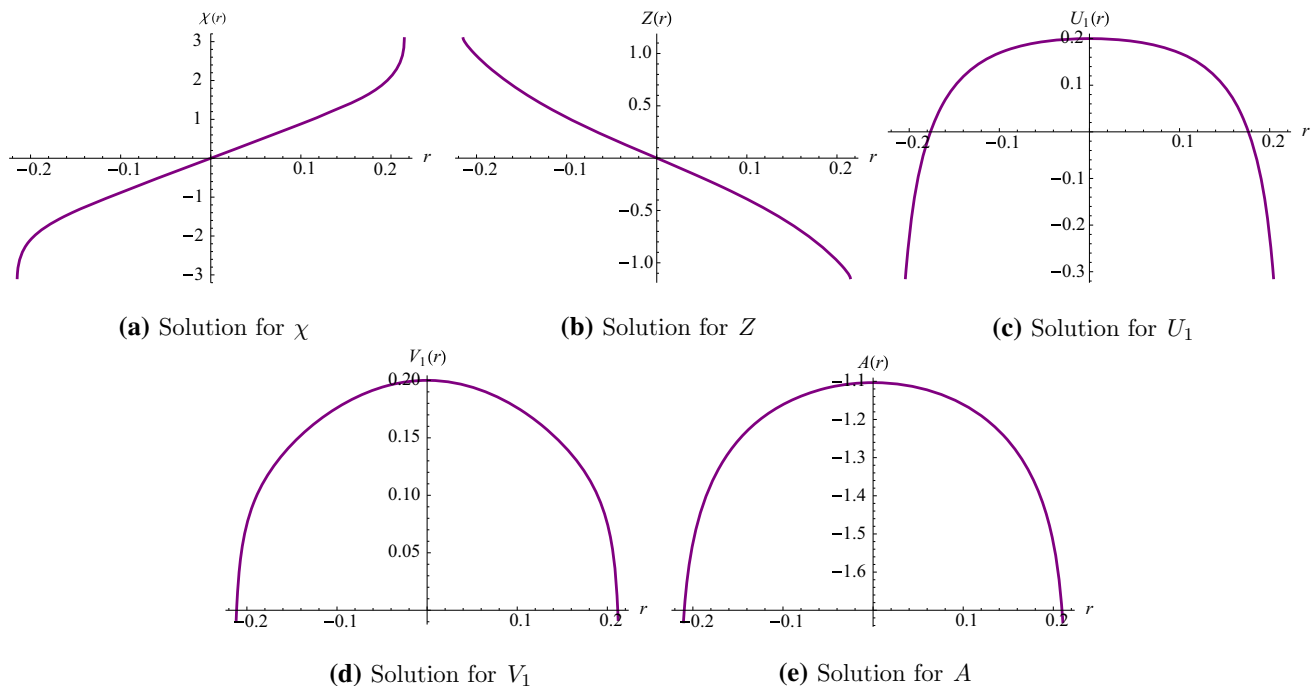 χ(r)
3
2
1
-0.2 -0.1 0.1 0.2 r
-1
-2
-3
(a) Solution for χ
Z(r)
1.0
0.5
-0.2 -0.1 0.1 0.2 r
-0.5
-1.0
(b) Solution for Z
U₁(r)
0.2
0.1
-0.2 -0.1 0.1 0.2 r
-0.1
-0.2
-0.3
(c) Solution for U₁
V₁(r)
0.20
0.15
0.10
0.05
-0.2 -0.1 0.1 0.2 r
(d) Solution for V₁
A(r)
-1.1
-1.2
-1.3
-1.4
-1.5
-1.6
-0.2 -0.1 0.1 0.2 r
(e) Solution for A